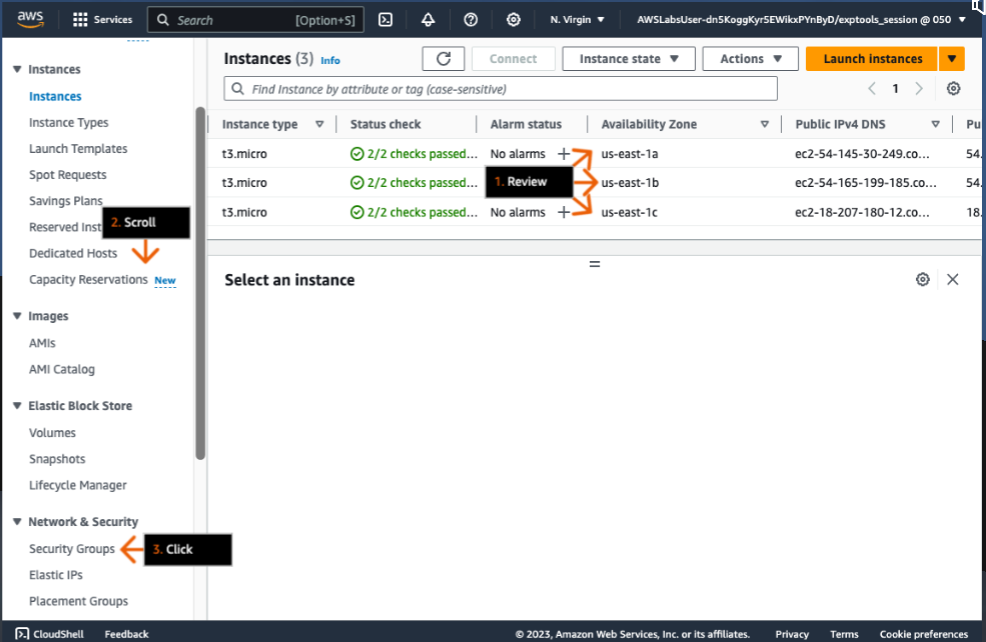 aws Services Search [Option+S] N. Virgin AWSLabsUser-dn5KoggKyr5EWikxPYnByD/exptools_session @ 050
Instances
Instances
Instance Types
Launch Templates
Spot Requests
Savings Plans
Reserved Inst
2. Scroll
Dedicated Hosts
Capacity Reservations New
Images
AMIs
AMI Catalog
Elastic Block Store
Volumes
Snapshots
Lifecycle Manager
Network & Security
Security Groups
3. Click
Elastic IPs
Placement Groups
Instances (3) Info Connect Instance state Actions Launch instances
Find Instance by attribute or tag (case-sensitive) 1
Instance type Status check Alarm status Availability Zone Public IPv4 DNS Pu
t3.micro 2/2 checks passed... No alarms + us-east-1a ec2-54-145-30-249.co... 54.
t3.micro 2/2 checks passed... 1. Review us-east-1b ec2-54-165-199-185.co... 54.
t3.micro 2/2 checks passed... No alarms + us-east-1c ec2-18-207-180-12.co... 18.
Select an instance
CloudShell Feedback © 2023, Amazon Web Services, Inc. or its affiliates. Privacy Terms Cookie preferences